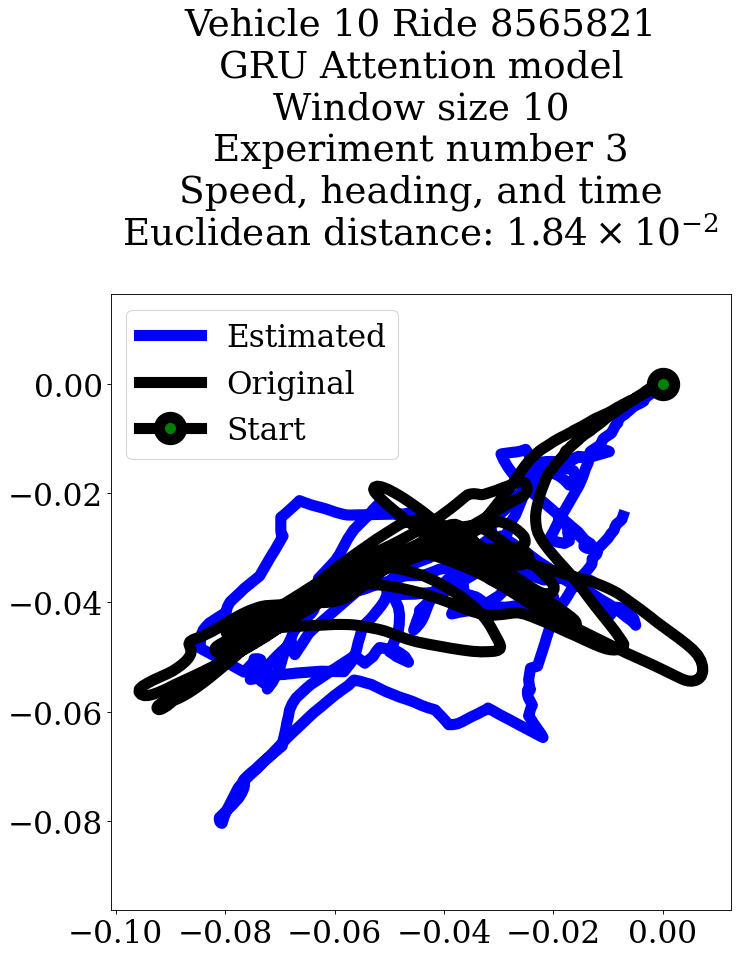 Vehicle 10 Ride 8565821
GRU Attention model
Window size 10
Experiment number 3
Speed, heading, and time
Euclidean distance: 1.84 × 10⁻²
Estimated
Original
Start
0.00
−0.02
−0.04
−0.06
−0.08
−0.10 −0.08 −0.06 −0.04 −0.02 0.00